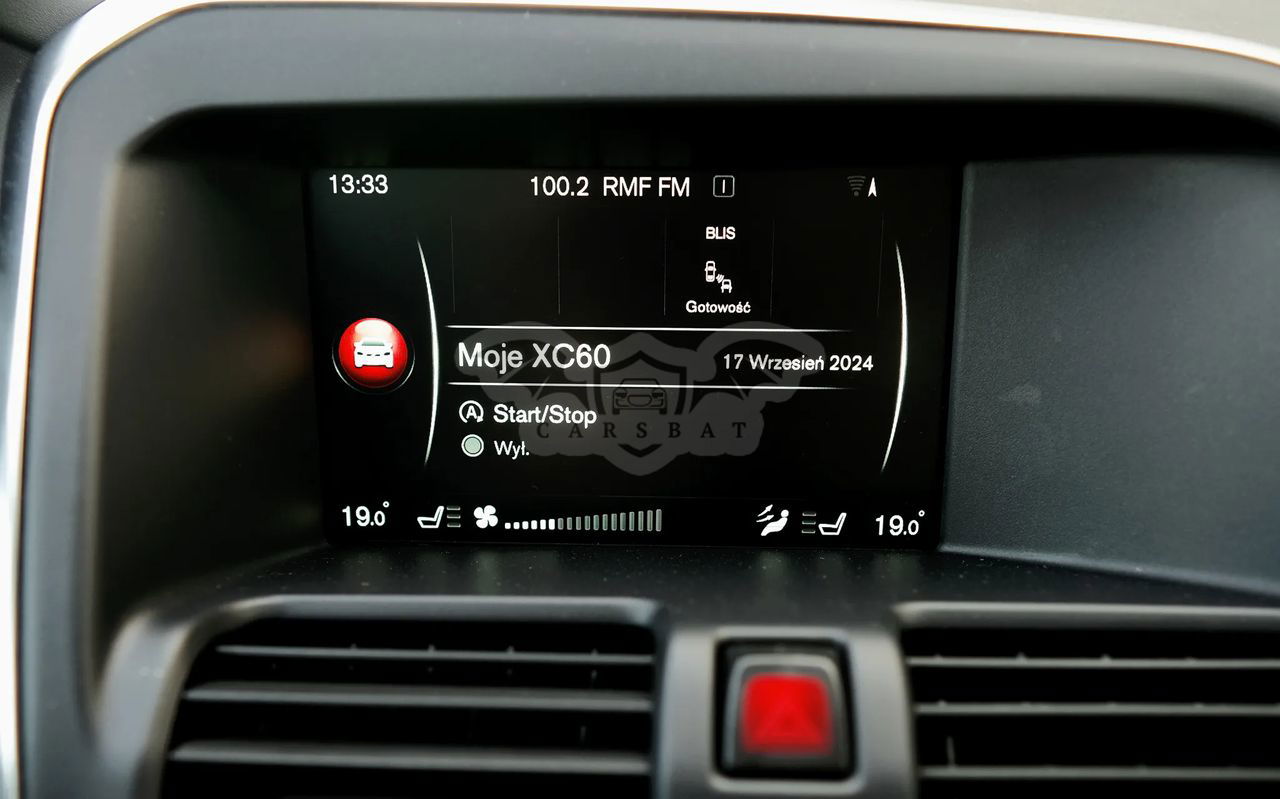 13:33
100.2 RMF FM I
BLIS
Gotowość
Moje XC60
17 Wrzesień 2024
A Start/Stop
CARSBAT
Wył.
19.0°
19.0°